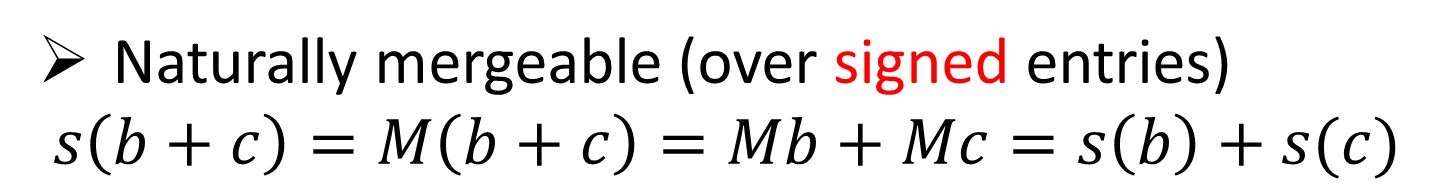 ➢ Naturally mergeable (over signed entries)
𝑠(𝑏 + 𝑐) = 𝑀(𝑏 + 𝑐) = 𝑀𝑏 + 𝑀𝑐 = 𝑠(𝑏) + 𝑠(𝑐)